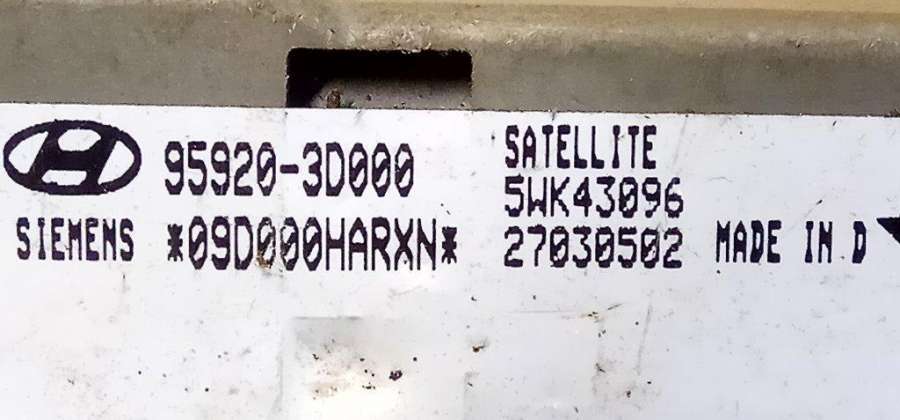 95920-3D000
SIEMENS *09D000HARXN*
SATELLITE
5WK43096
27030502 MADE IN D